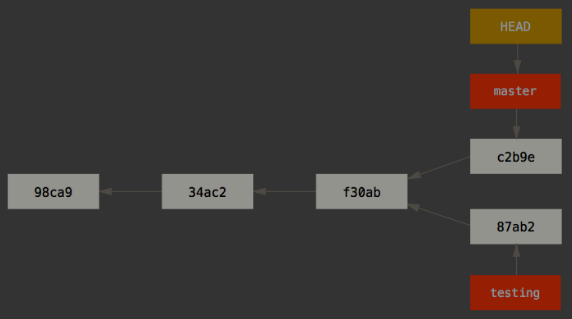 HEAD
master
c2b9e
98ca9
34ac2
f30ab
87ab2
testing